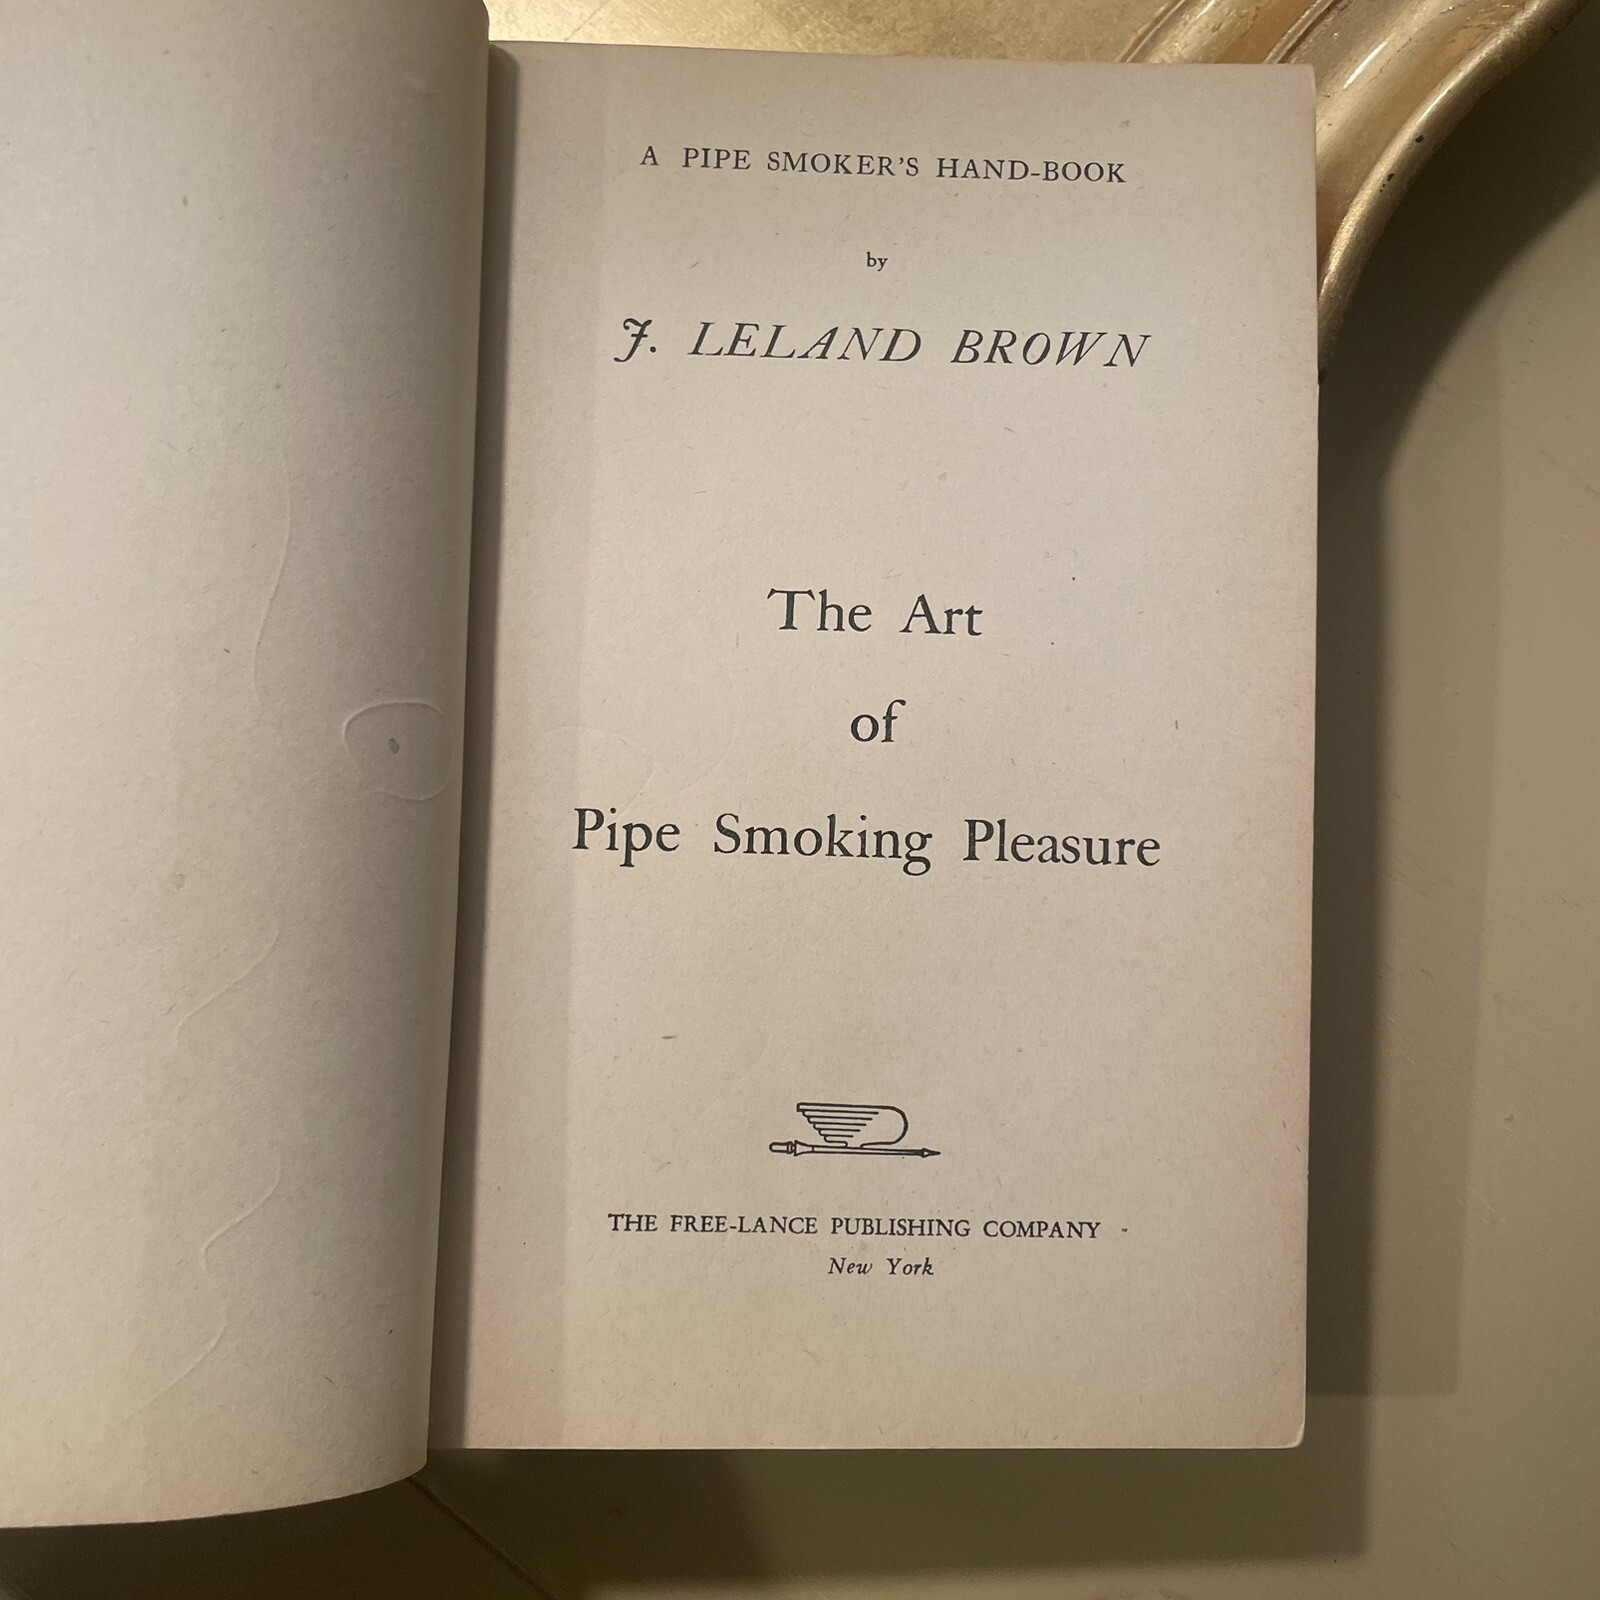 A PIPE SMOKER'S HAND-BOOK
by
J. LELAND BROWN
The Art
of
Pipe Smoking Pleasure
THE FREE-LANCE PUBLISHING COMPANY
New York